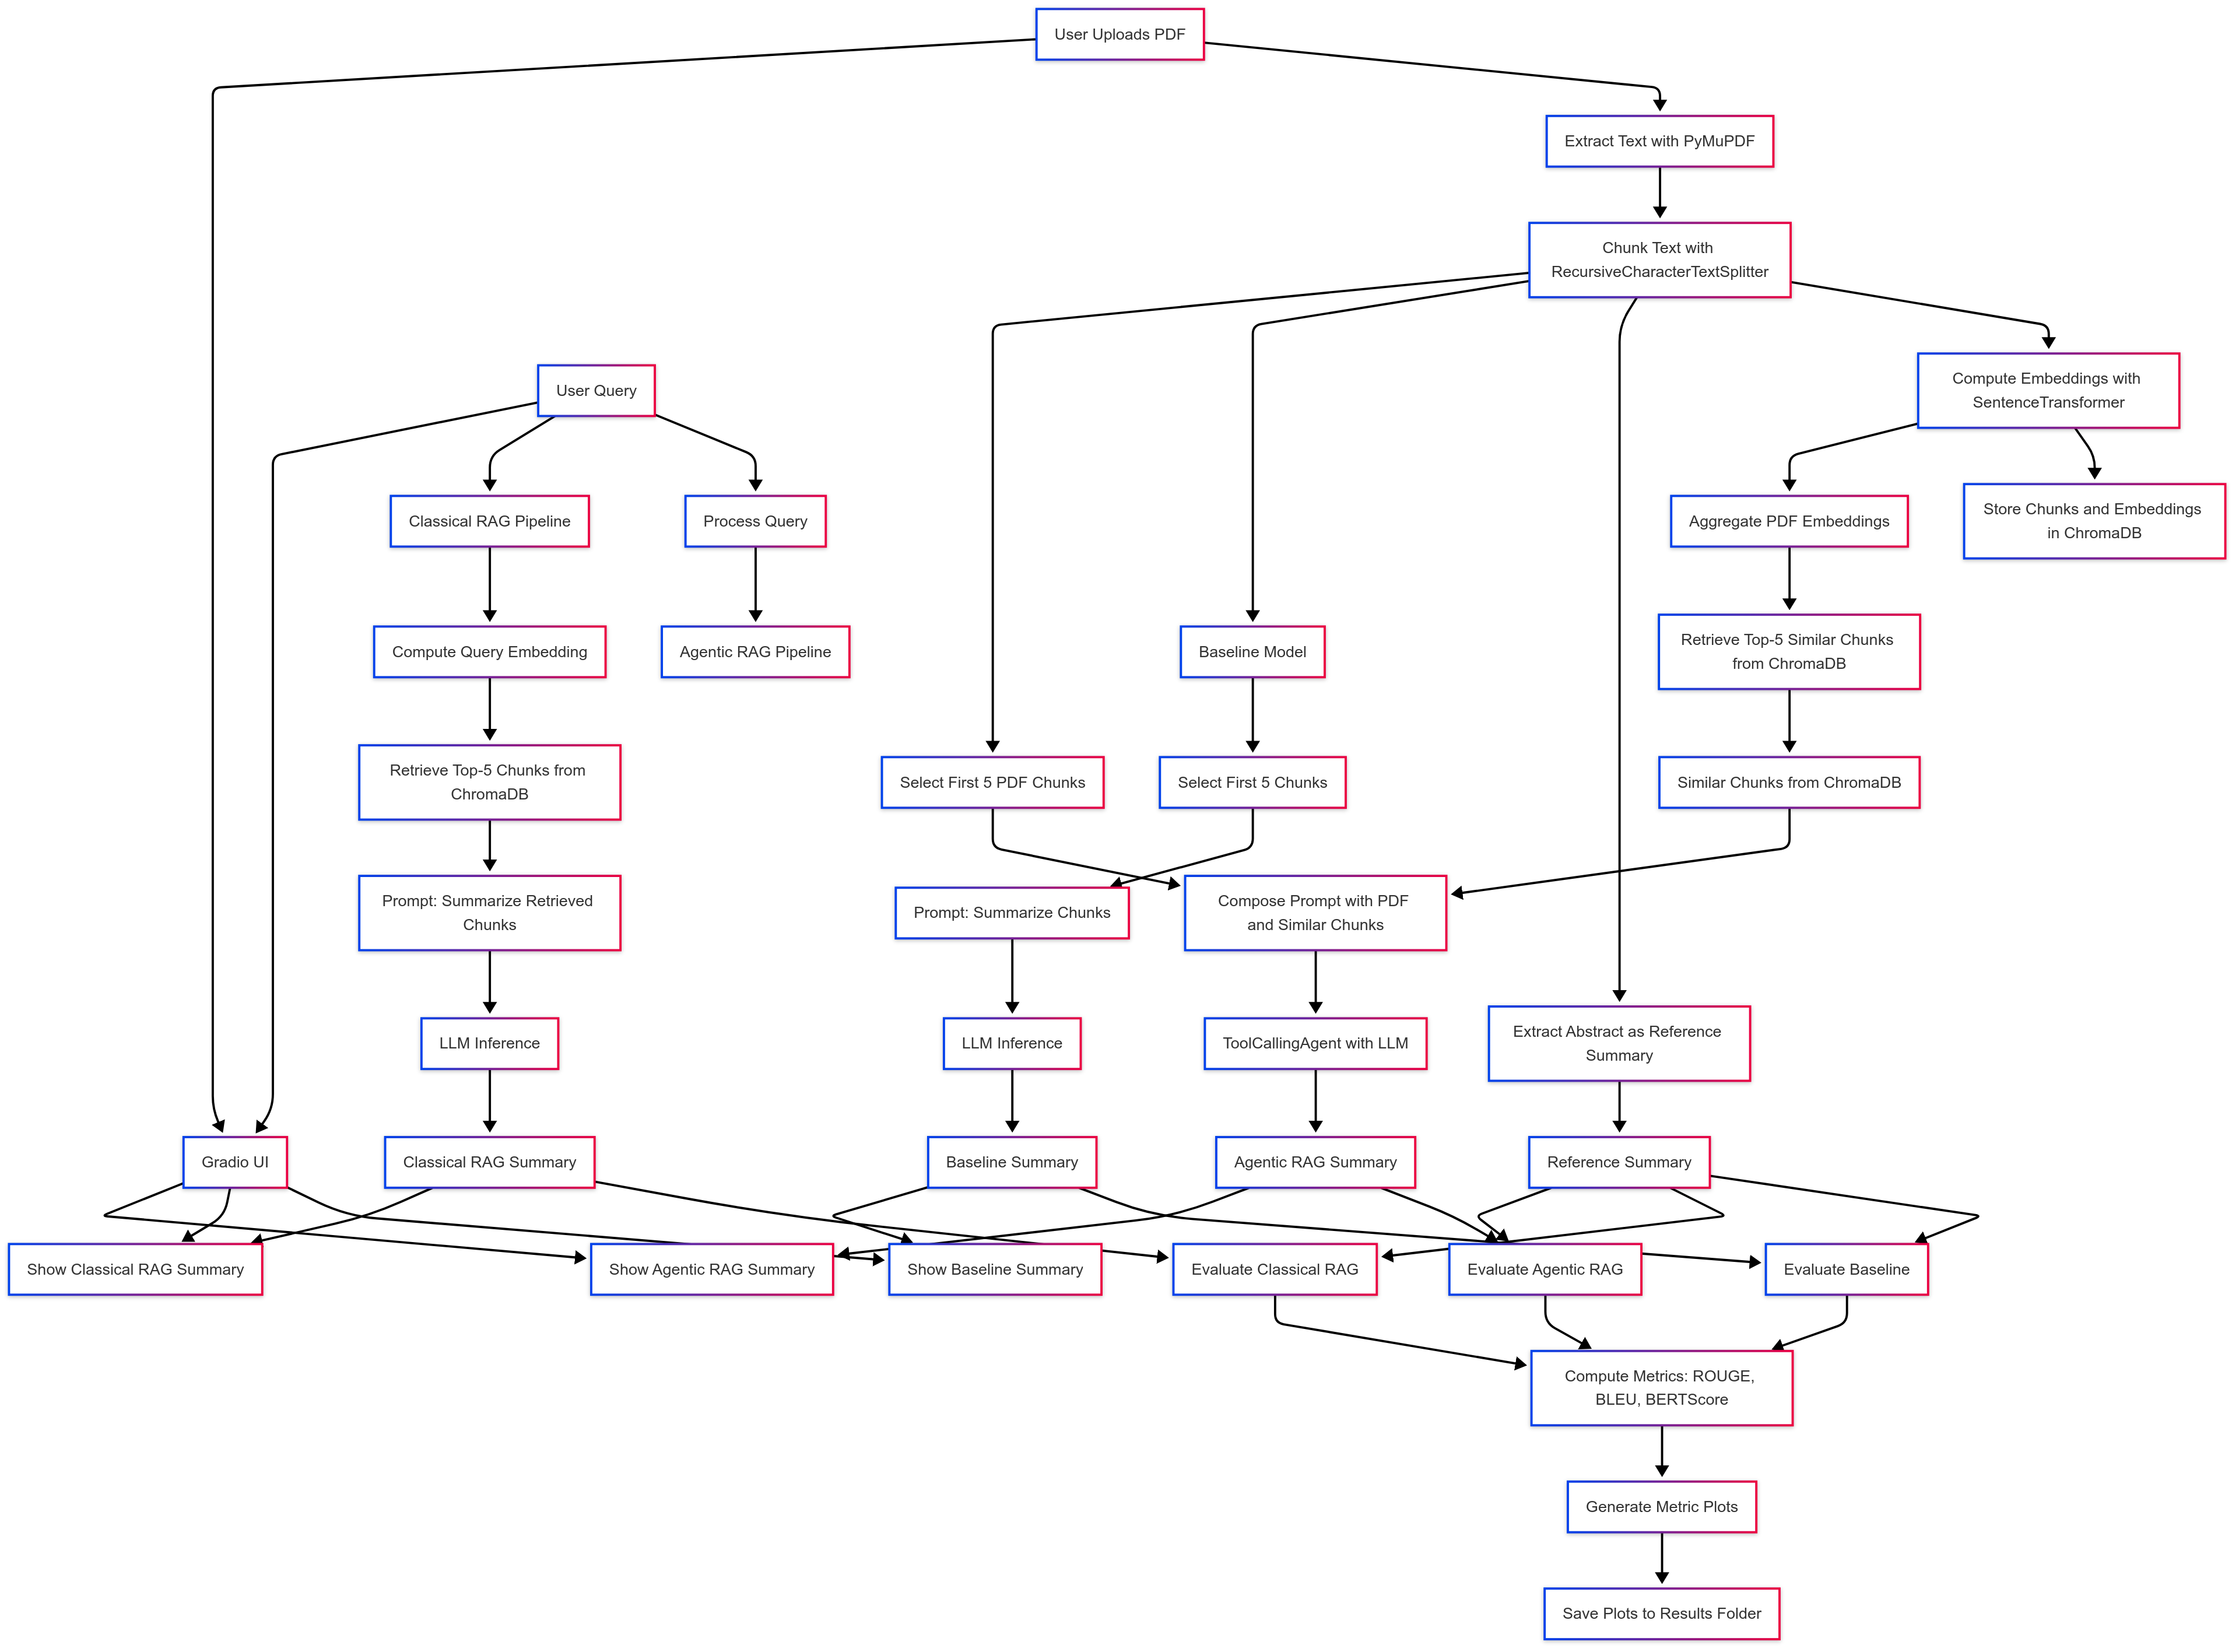 User Uploads PDF
Extract Text with PyMuPDF
Chunk Text with
RecursiveCharacterTextSplitter
User Query
Compute Embeddings with
SentenceTransformer
Classical RAG Pipeline
Process Query
Aggregate PDF Embeddings
Store Chunks and Embeddings
in ChromaDB
Compute Query Embedding
Agentic RAG Pipeline
Baseline Model
Retrieve Top-5 Similar Chunks
from ChromaDB
Retrieve Top-5 Chunks from
ChromaDB
Select First 5 PDF Chunks
Select First 5 Chunks
Similar Chunks from ChromaDB
Prompt: Summarize Retrieved
Chunks
Prompt: Summarize Chunks
Compose Prompt with PDF
and Similar Chunks
LLM Inference
LLM Inference
ToolCallingAgent with LLM
Extract Abstract as Reference
Summary
Gradio UI
Classical RAG Summary
Baseline Summary
Agentic RAG Summary
Reference Summary
Show Classical RAG Summary
Show Agentic RAG Summary
Show Baseline Summary
Evaluate Classical RAG
Evaluate Agentic RAG
Evaluate Baseline
Compute Metrics: ROUGE,
BLEU, BERTScore
Generate Metric Plots
Save Plots to Results Folder